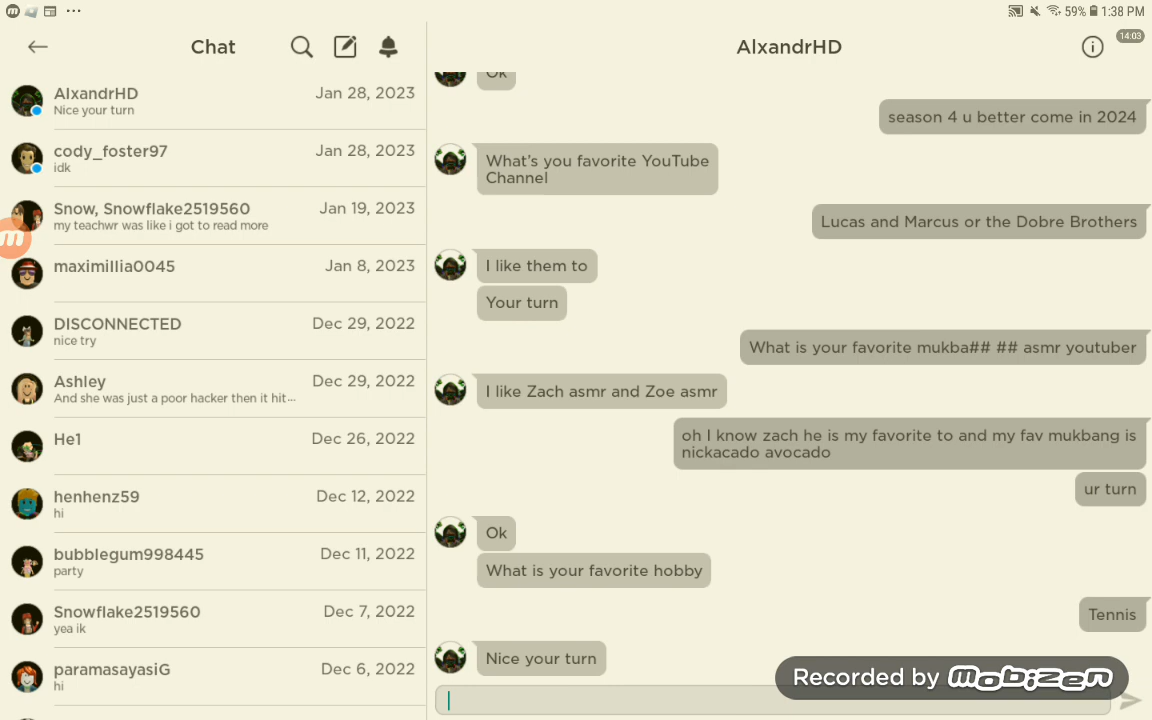 59% 1:38 PM
Chat
AlxandrHD
14:03
AlxandrHD
Jan 28, 2023
Nice your turn
cody_foster97
Jan 28, 2023
idk
Snow, Snowflake2519560
Jan 19, 2023
my teachwr was like i got to read more
maximillia0045
Jan 8, 2023
DISCONNECTED
Dec 29, 2022
nice try
Ashley
Dec 29, 2022
And she was just a poor hacker then it hit...
He1
Dec 26, 2022
henhenz59
Dec 12, 2022
hi
bubblegum998445
Dec 11, 2022
party
Snowflake2519560
Dec 7, 2022
yea ik
paramasayasiG
Dec 6, 2022
hi
Ok
season 4 u better come in 2024
What's you favorite YouTube
Channel
Lucas and Marcus or the Dobre Brothers
I like them to
Your turn
What is your favorite mukba## ## asmr youtuber
I like Zach asmr and Zoe asmr
oh I know zach he is my favorite to and my fav mukbang is
nickacado avocado
ur turn
Ok
What is your favorite hobby
Tennis
Nice your turn
Recorded by mobizen